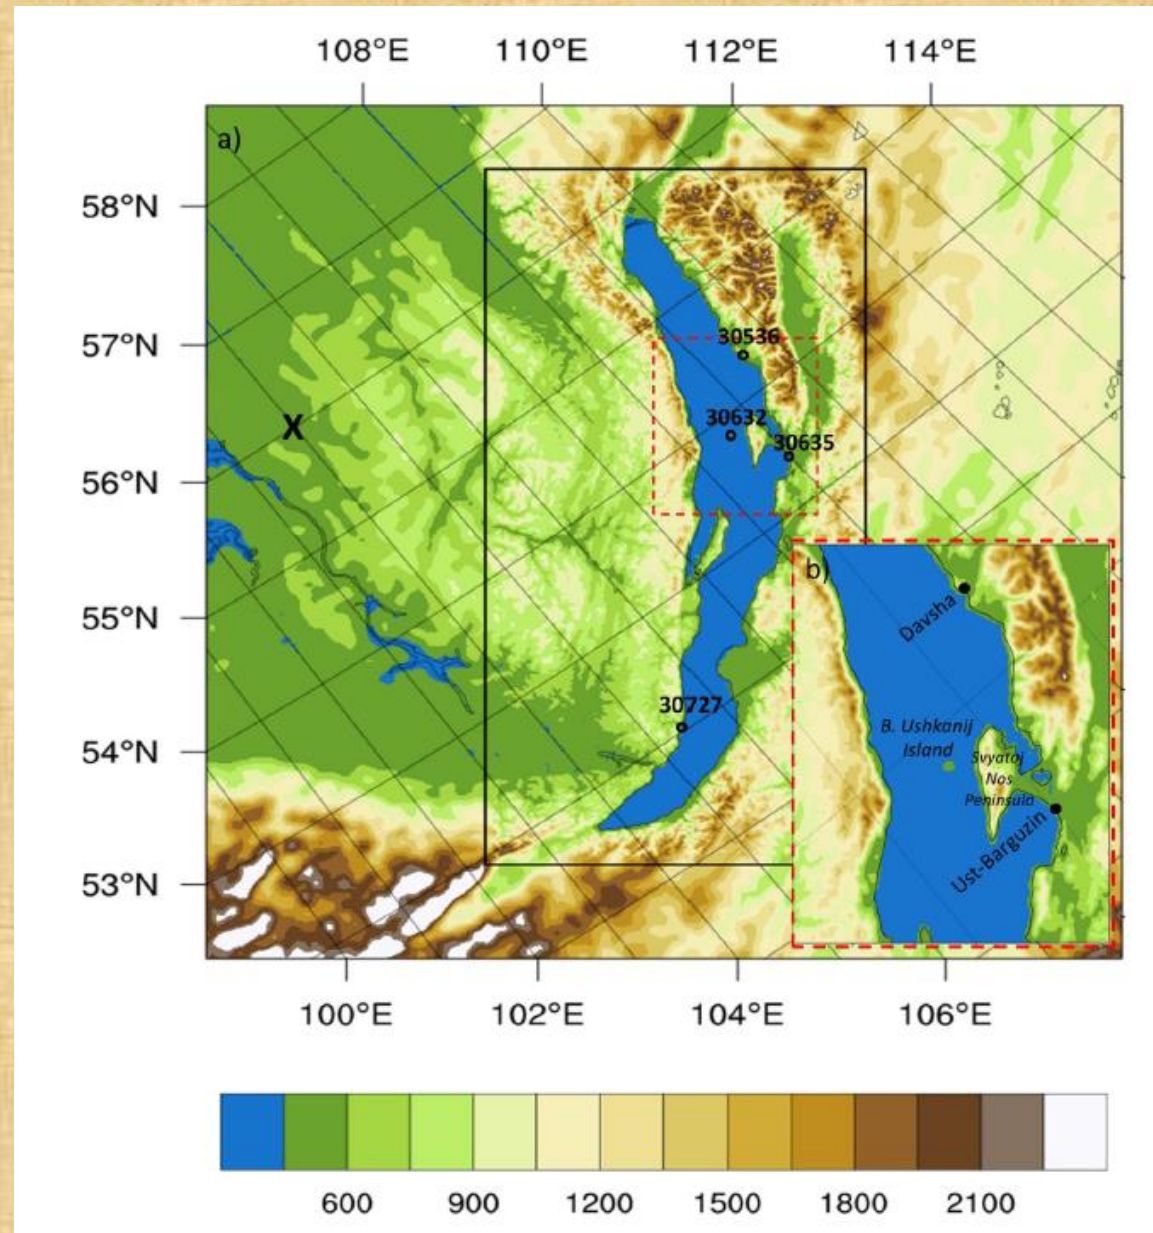 108°E 110°E 112°E 114°E
a)
58°N
57°N
56°N
55°N
54°N
53°N
30536
30632
30635
X
30727
b)
Davsha
B. Ushkanij
Island
Svyatoj
Nos
Peninsula
Ust-Barguzin
100°E 102°E 104°E 106°E
600 900 1200 1500 1800 2100